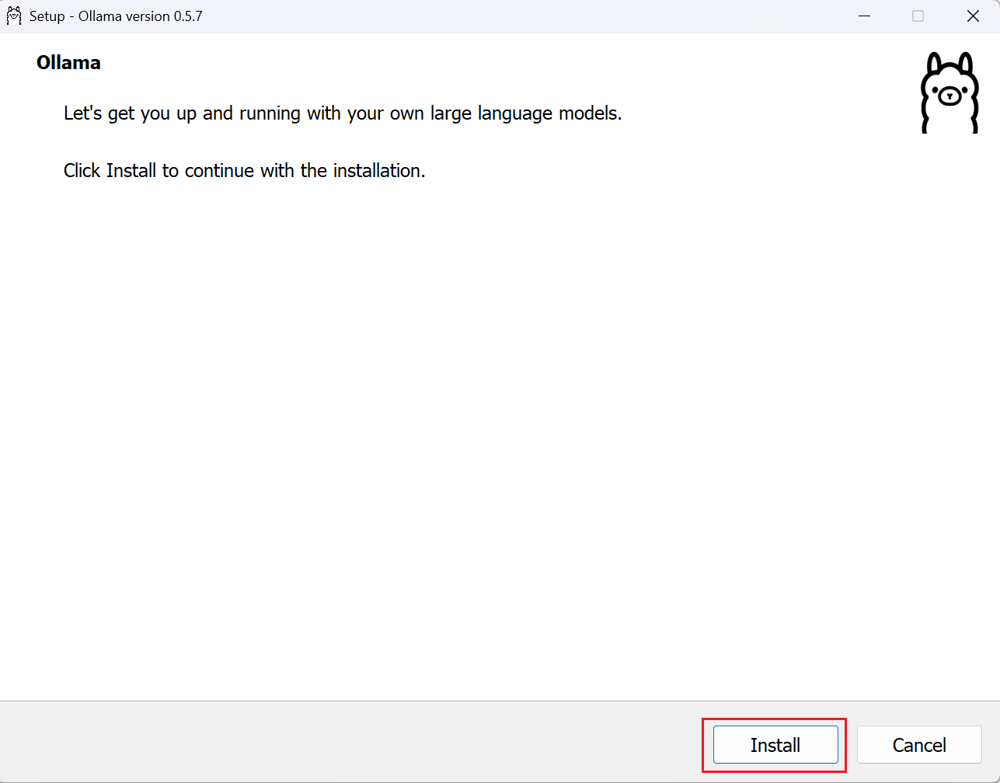 Setup - Ollama version 0.5.7
Ollama
Let's get you up and running with your own large language models.
Click Install to continue with the installation.
Install
Cancel